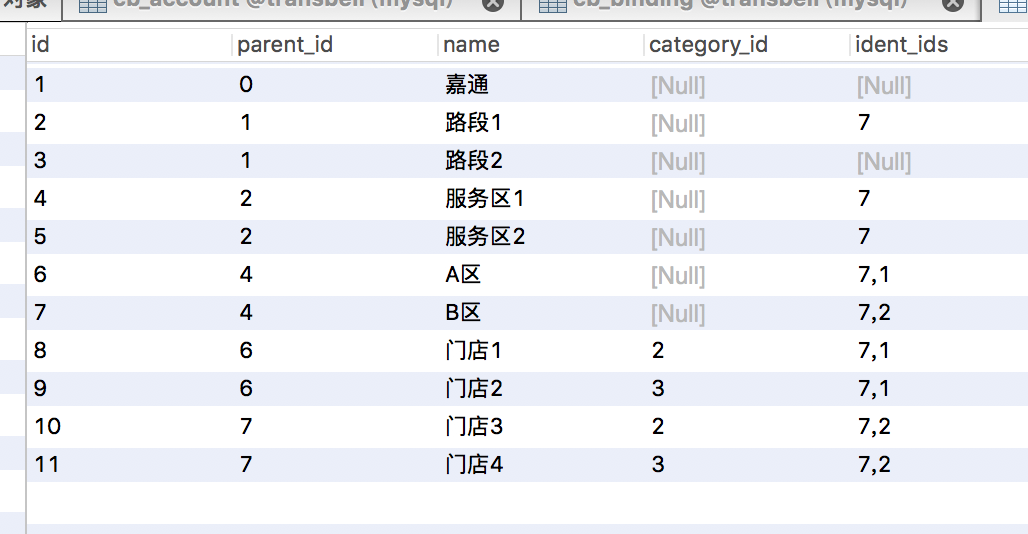 对象 cb_account @transbell (mysql) cb_binding @transbell (mysql)
id parent_id name category_id ident_ids
1 0 嘉通 [Null] [Null]
2 1 路段1 [Null] 7
3 1 路段2 [Null] [Null]
4 2 服务区1 [Null] 7
5 2 服务区2 [Null] 7
6 4 A区 [Null] 7,1
7 4 B区 [Null] 7,2
8 6 门店1 2 7,1
9 6 门店2 3 7,1
10 7 门店3 2 7,2
11 7 门店4 3 7,2